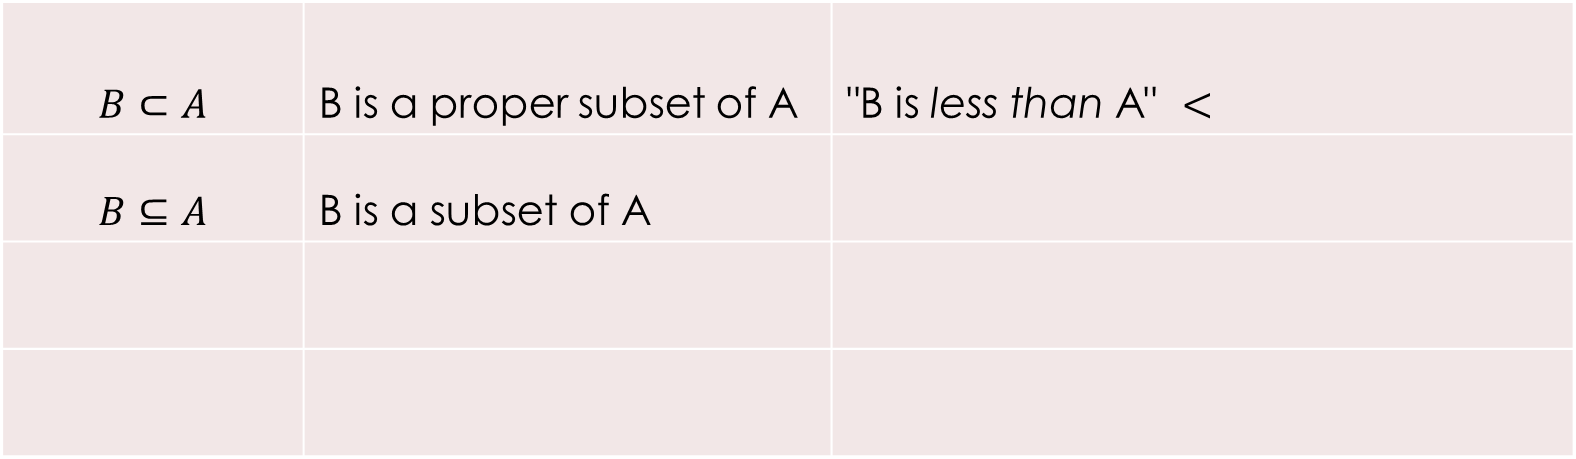 B ⊂ A B is a proper subset of A "B is less than A" <
B ⊆ A B is a subset of A